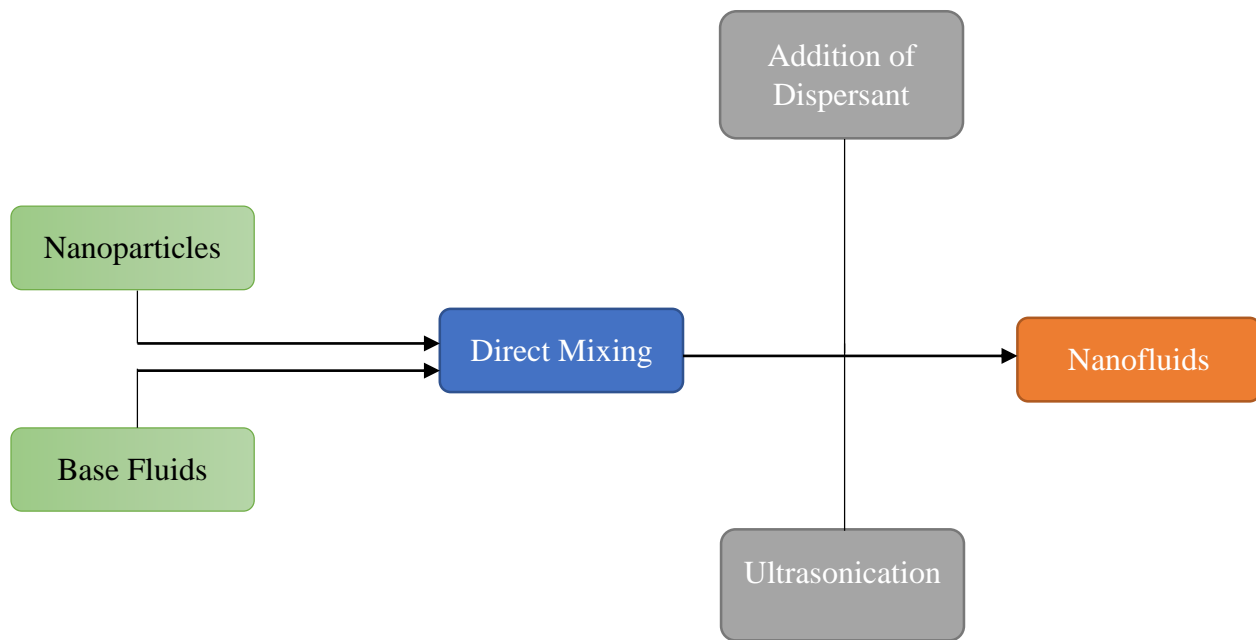 Addition of
Dispersant
Nanoparticles
Direct Mixing
Nanofluids
Base Fluids
Ultrasonication